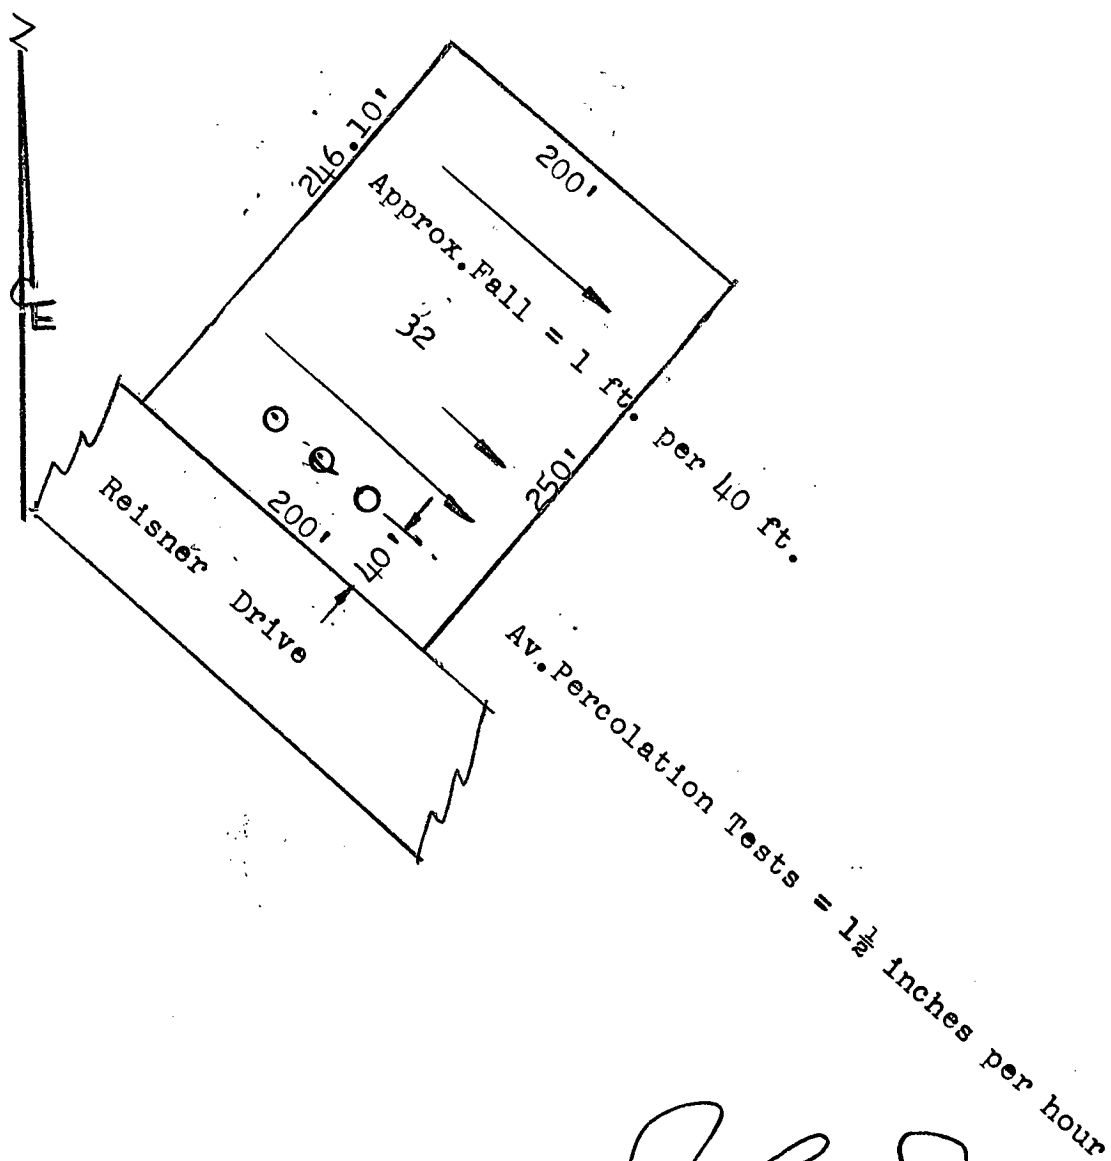 246.10'
200'
Approx.Fall = 1 ft. per 40 ft.
32
250'
200'
40'
Reisner Drive
Av.Percolation Tests = 1½ inches per hour